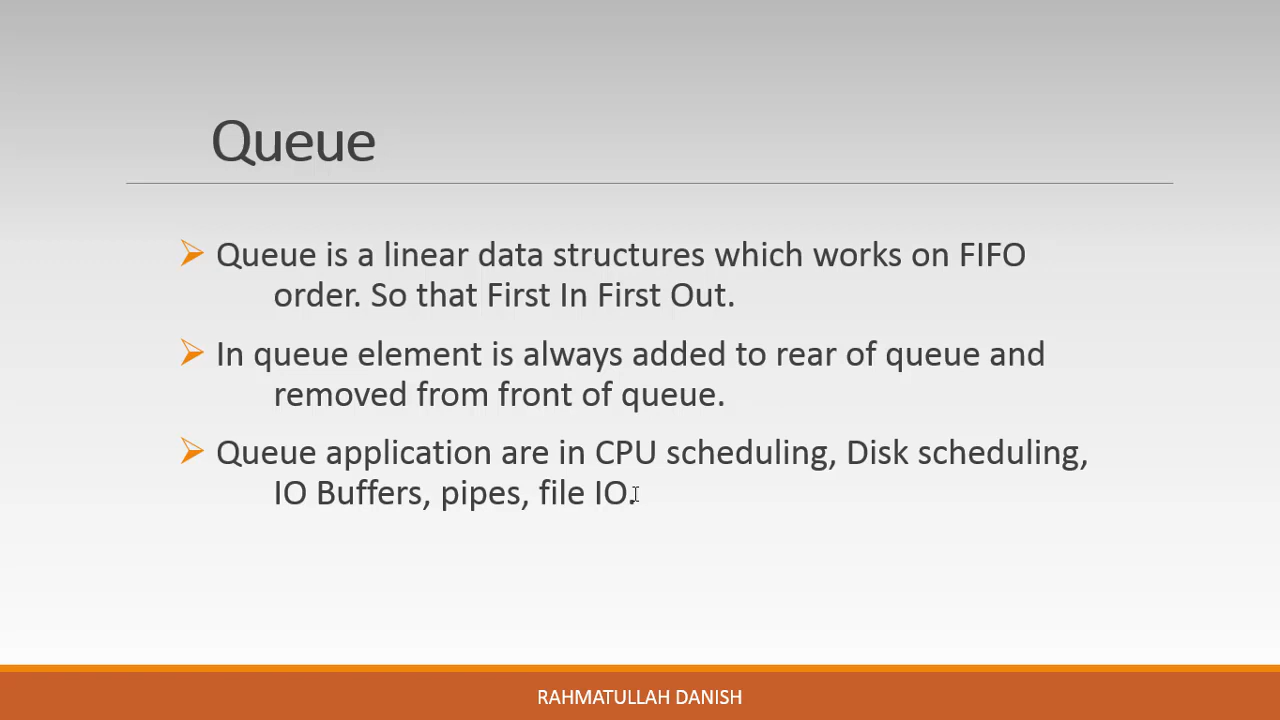 Queue
Queue is a linear data structures which works on FIFO
order. So that First In First Out.
In queue element is always added to rear of queue and
removed from front of queue.
Queue application are in CPU scheduling, Disk scheduling,
IO Buffers, pipes, file IO.
RAHMATULLAH DANISH